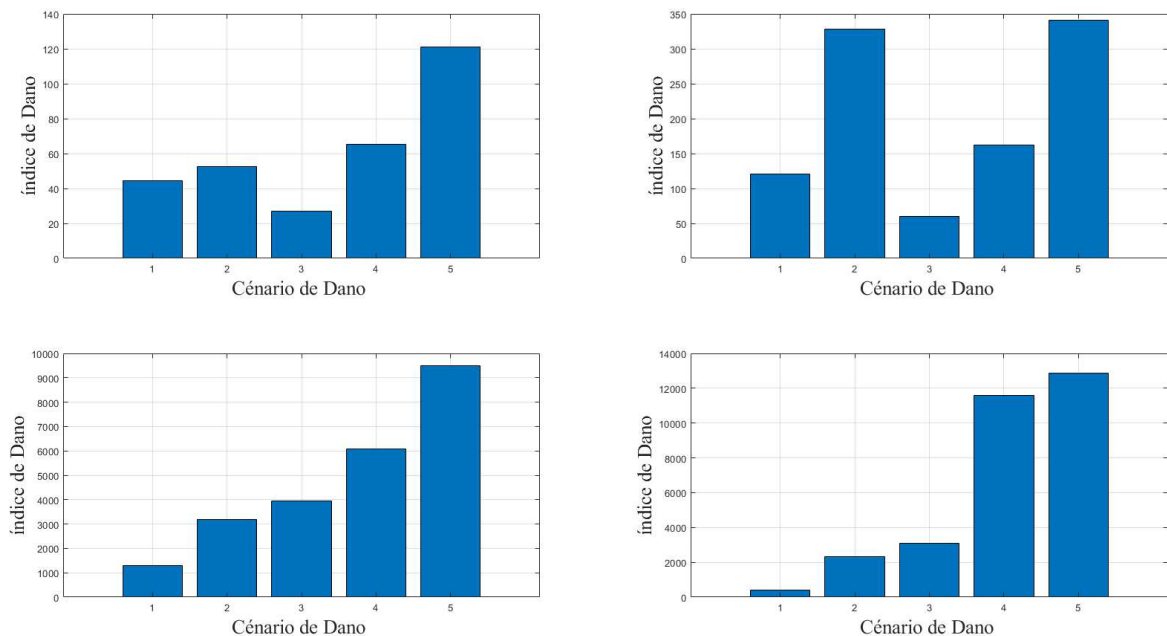 140
120
100
80
60
40
20
0
índice de Dano
1 2 3 4 5
Cénario de Dano
350
300
250
200
150
100
50
0
índice de Dano
1 2 3 4 5
Cénario de Dano
10000
9000
8000
7000
6000
5000
4000
3000
2000
1000
0
índice de Dano
1 2 3 4 5
Cénario de Dano
14000
12000
10000
8000
6000
4000
2000
0
índice de Dano
1 2 3 4 5
Cénario de Dano